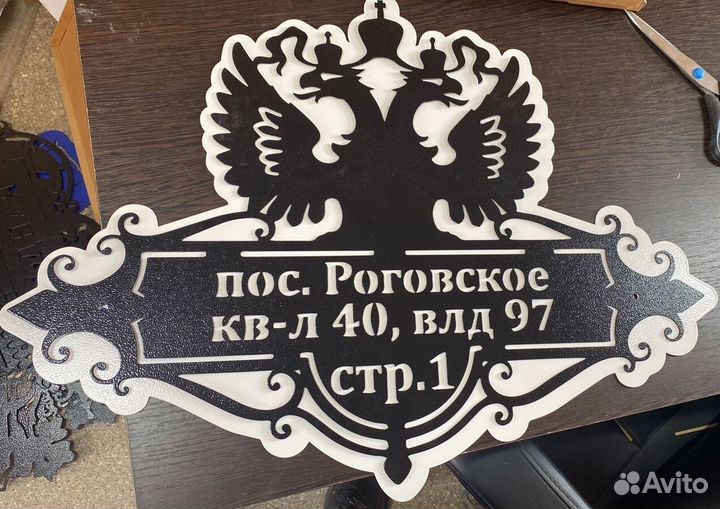 пос. Роговское
кв-л 40, влд 97
стр.1
Avito